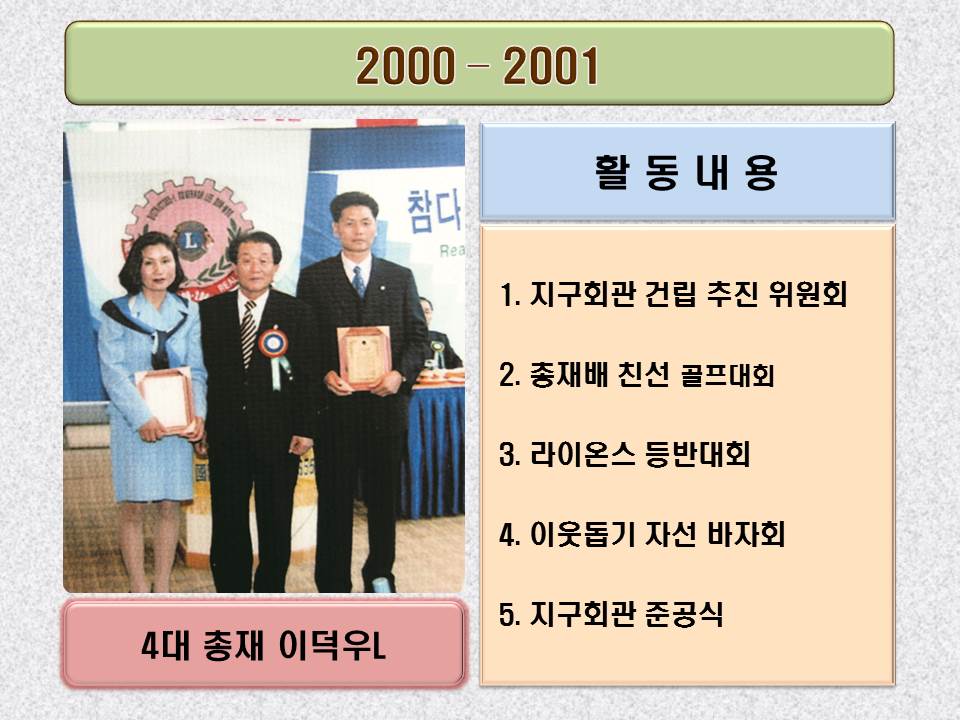 2000 – 2001
참다
Rea
L
활 동 내 용
1. 지구회관 건립 추진 위원회
2. 총재배 친선 골프대회
3. 라이온스 등반대회
4. 이웃돕기 자선 바자회
5. 지구회관 준공식
4대 총재 이덕우L